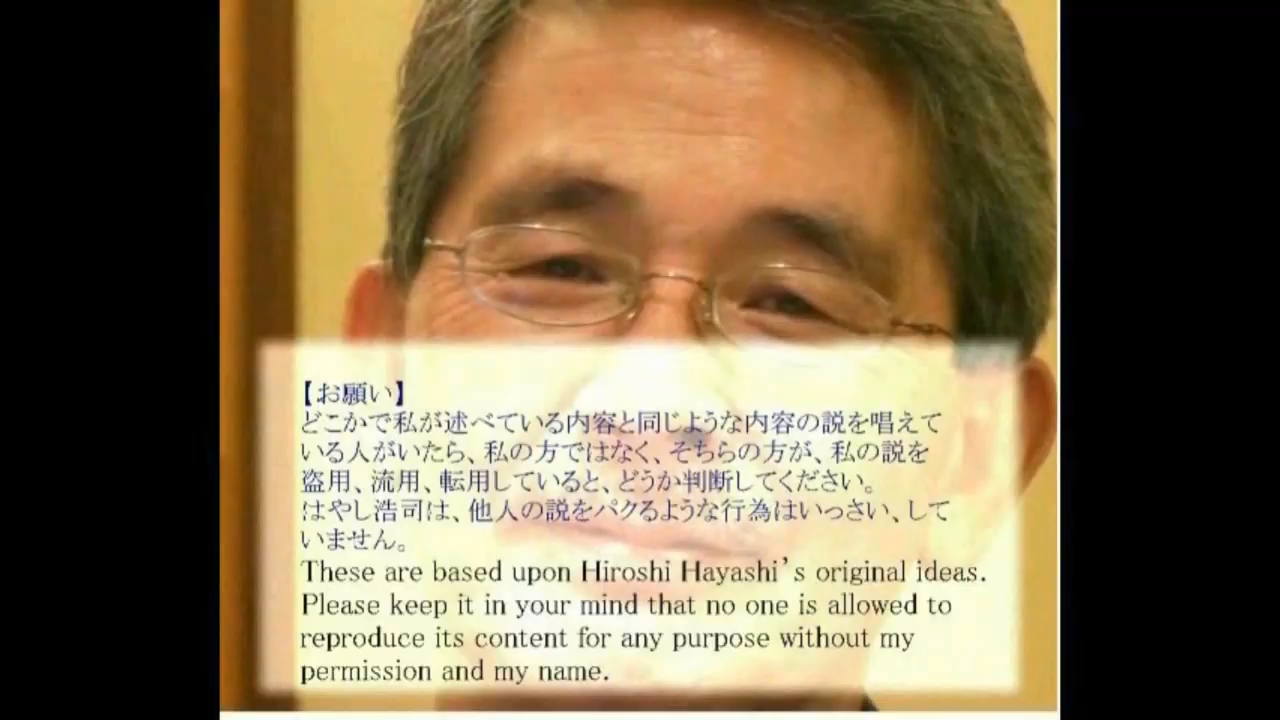 【お願い】
どこかで私が述べている内容と同じような内容の説を唱えて
いる人がいたら、私の方ではなく、そちらの方が、私の説を
盗用、流用、転用していると、どうか判断してください。
はやし浩司は、他人の説をパクるような行為はいっさい、して
いません。
These are based upon Hiroshi Hayashi’s original ideas.
Please keep it in your mind that no one is allowed to
reproduce its content for any purpose without my
permission and my name.